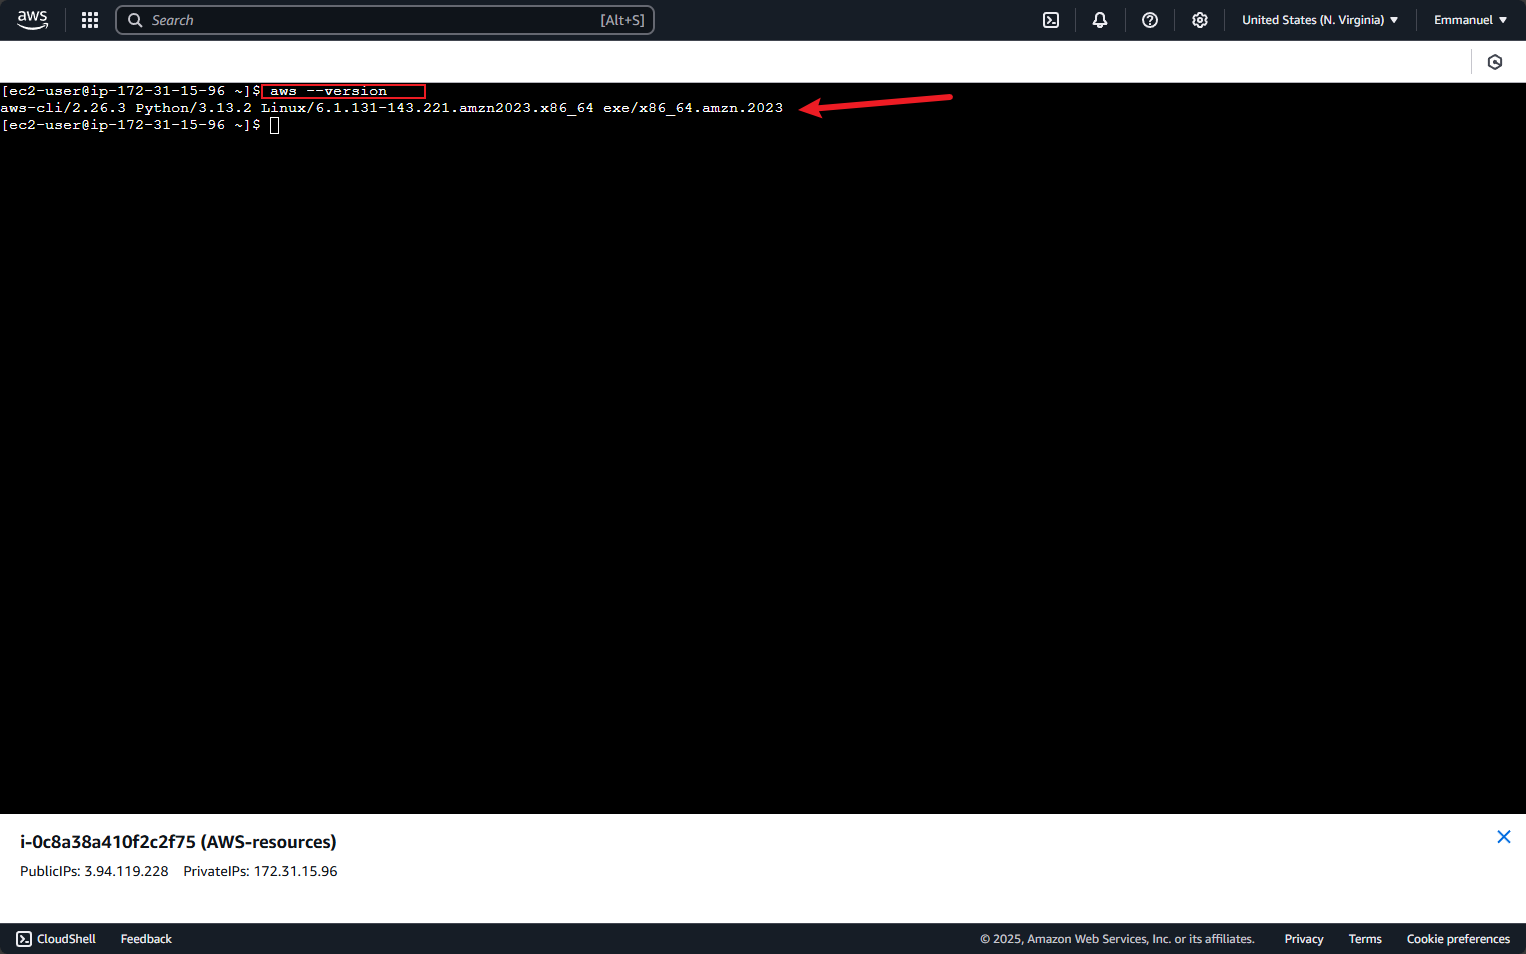 aws
Search
[Alt+S]
United States (N. Virginia)
Emmanuel
[ec2-user@ip-172-31-15-96 ~]$ aws --version
aws-cli/2.26.3 Python/3.13.2 Linux/6.1.131-143.221.amzn2023.x86_64 exe/x86_64.amzn.2023
[ec2-user@ip-172-31-15-96 ~]$
i-0c8a38a410f2c2f75 (AWS-resources)
PublicIPs: 3.94.119.228 PrivateIPs: 172.31.15.96
CloudShell Feedback © 2025, Amazon Web Services, Inc. or its affiliates. Privacy Terms Cookie preferences